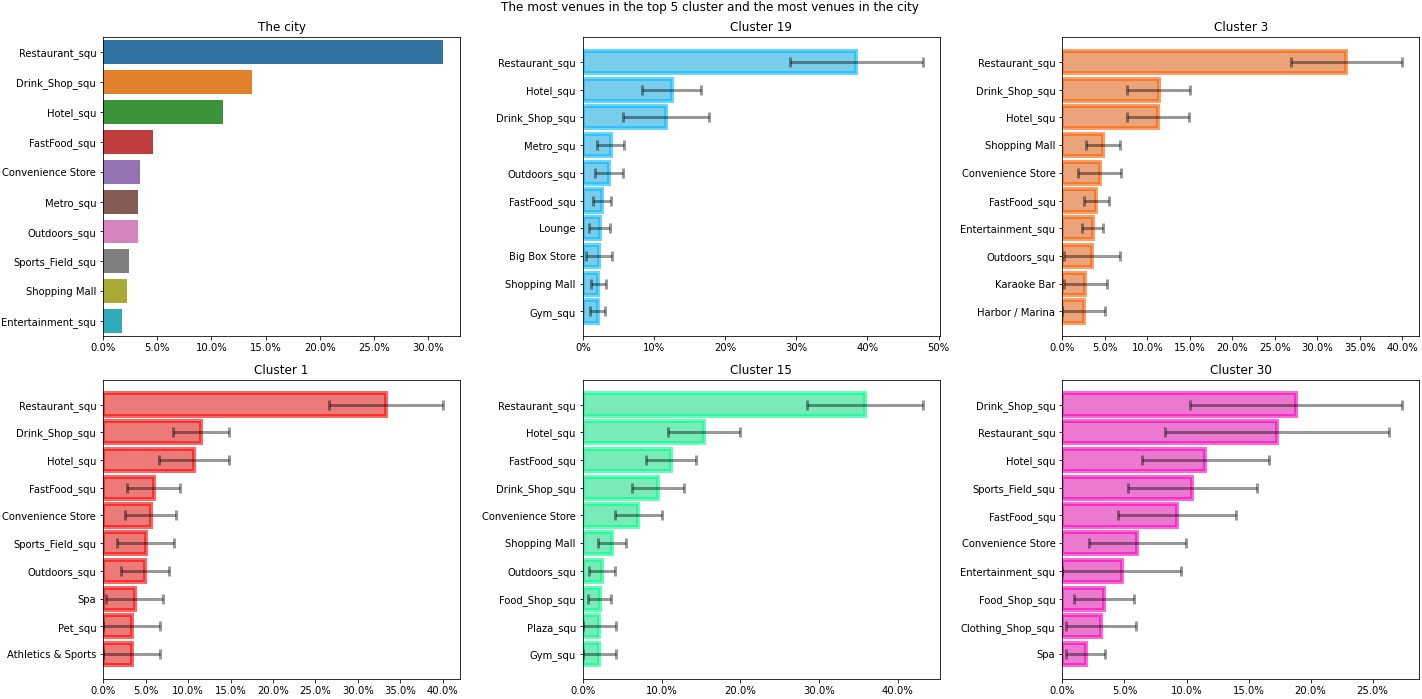 The most venues in the top 5 cluster and the most venues in the city
The city
Restaurant_squ
Drink_Shop_squ
Hotel_squ
FastFood_squ
Convenience Store
Metro_squ
Outdoors_squ
Sports_Field_squ
Shopping Mall
Entertainment_squ
0.0% 5.0% 10.0% 15.0% 20.0% 25.0% 30.0%
Cluster 19
Restaurant_squ
Hotel_squ
Drink_Shop_squ
Metro_squ
Outdoors_squ
FastFood_squ
Lounge
Big Box Store
Shopping Mall
Gym_squ
0% 10% 20% 30% 40% 50%
Cluster 3
Restaurant_squ
Drink_Shop_squ
Hotel_squ
Shopping Mall
Convenience Store
FastFood_squ
Entertainment_squ
Outdoors_squ
Karaoke Bar
Harbor / Marina
0.0% 5.0% 10.0% 15.0% 20.0% 25.0% 30.0% 35.0% 40.0%
Cluster 1
Restaurant_squ
Drink_Shop_squ
Hotel_squ
FastFood_squ
Convenience Store
Sports_Field_squ
Outdoors_squ
Spa
Pet_squ
Athletics & Sports
0.0% 5.0% 10.0% 15.0% 20.0% 25.0% 30.0% 35.0% 40.0%
Cluster 15
Restaurant_squ
Hotel_squ
FastFood_squ
Drink_Shop_squ
Convenience Store
Shopping Mall
Outdoors_squ
Food_Shop_squ
Plaza_squ
Gym_squ
0.0% 10.0% 20.0% 30.0% 40.0%
Cluster 30
Drink_Shop_squ
Restaurant_squ
Hotel_squ
Sports_Field_squ
FastFood_squ
Convenience Store
Entertainment_squ
Food_Shop_squ
Clothing_Shop_squ
Spa
0.0% 5.0% 10.0% 15.0% 20.0% 25.0%